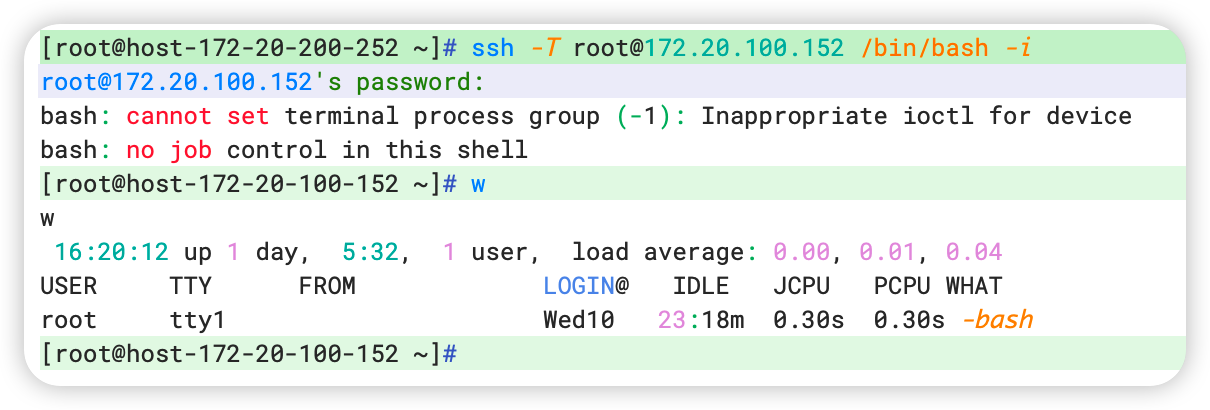 [root@host-172-20-200-252 ~]# ssh -T root@172.20.100.152 /bin/bash -i
root@172.20.100.152's password:
bash: cannot set terminal process group (-1): Inappropriate ioctl for device
bash: no job control in this shell
[root@host-172-20-100-152 ~]# w
w
 16:20:12 up 1 day,  5:32,  1 user,  load average: 0.00, 0.01, 0.04
USER     TTY      FROM             LOGIN@   IDLE   JCPU   PCPU WHAT
root     tty1                      Wed10   23:18m  0.30s  0.30s -bash
[root@host-172-20-100-152 ~]#